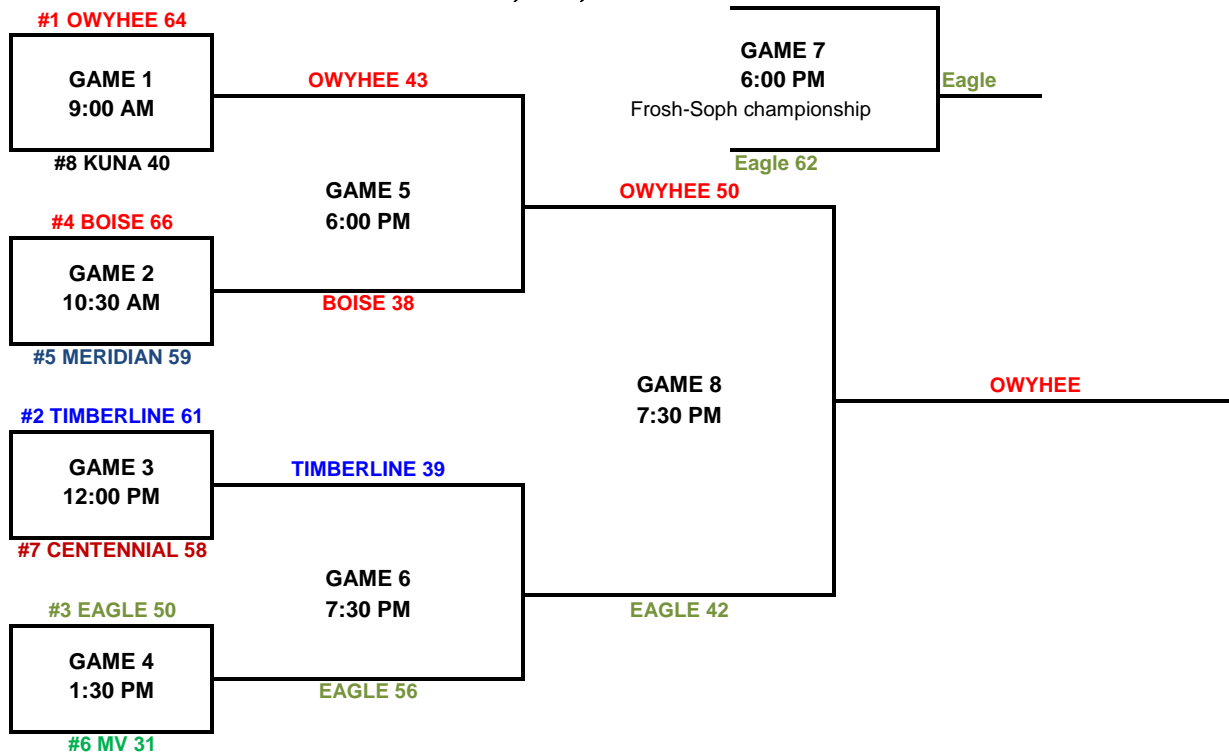 #1 OWYHEE 64
GAME 1
9:00 AM
#8 KUNA 40
OWYHEE 43
GAME 5
6:00 PM
#4 BOISE 66
GAME 2
10:30 AM
#5 MERIDIAN 59
BOISE 38
GAME 7
6:00 PM
Frosh-Soph championship
Eagle
Eagle 62
OWYHEE 50
GAME 8
7:30 PM
OWYHEE
#2 TIMBERLINE 61
GAME 3
12:00 PM
#7 CENTENNIAL 58
TIMBERLINE 39
GAME 6
7:30 PM
EAGLE 42
#3 EAGLE 50
GAME 4
1:30 PM
#6 MV 31
EAGLE 56